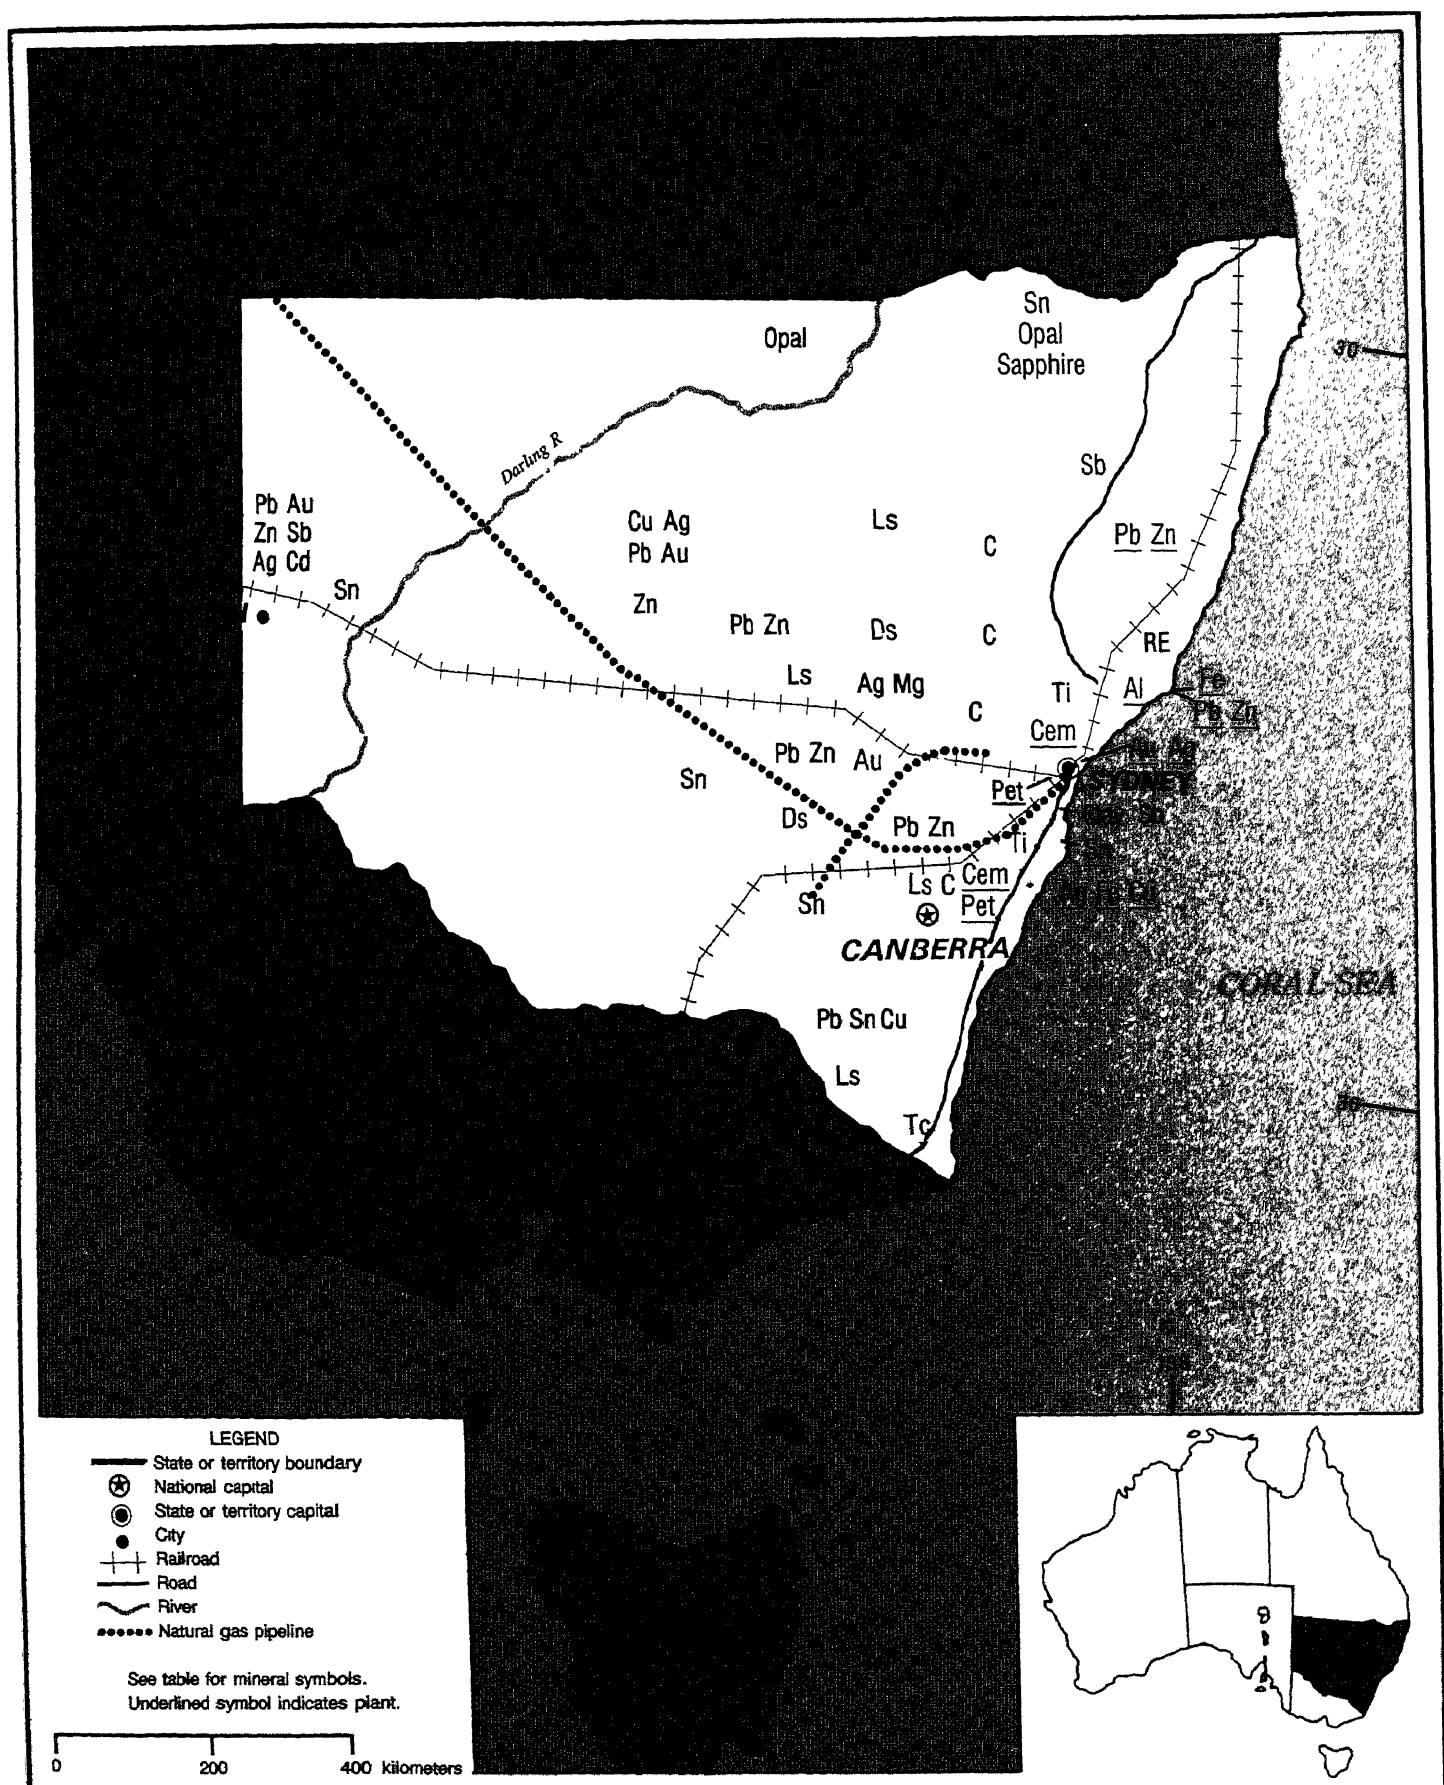 Sn
Opal
Opal
Sapphire
30
Darling R
Sb
Pb Au
Zn Sb
Ag Cd
Cu Ag
Pb Au
Ls
C
Pb Zn
Sn
Zn
Pb Zn
Ds
C
RE
Ls
Ag Mg
Ti
Al
Fe
Pb Zn
C
Cem
Au Ag
Pb Zn
Au
Sn
Pet
SYDNEY
Ds
Pb Zn
Ti
Ls C
Cem
Sn
Pet
CANBERRA
CORAL-SEA
Pb Sn Cu
Ls
Tc
LEGEND
State or territory boundary
National capital
State or territory capital
City
Railroad
Road
River
Natural gas pipeline
See table for mineral symbols.
Underlined symbol indicates plant.
0 200 400 kilometers